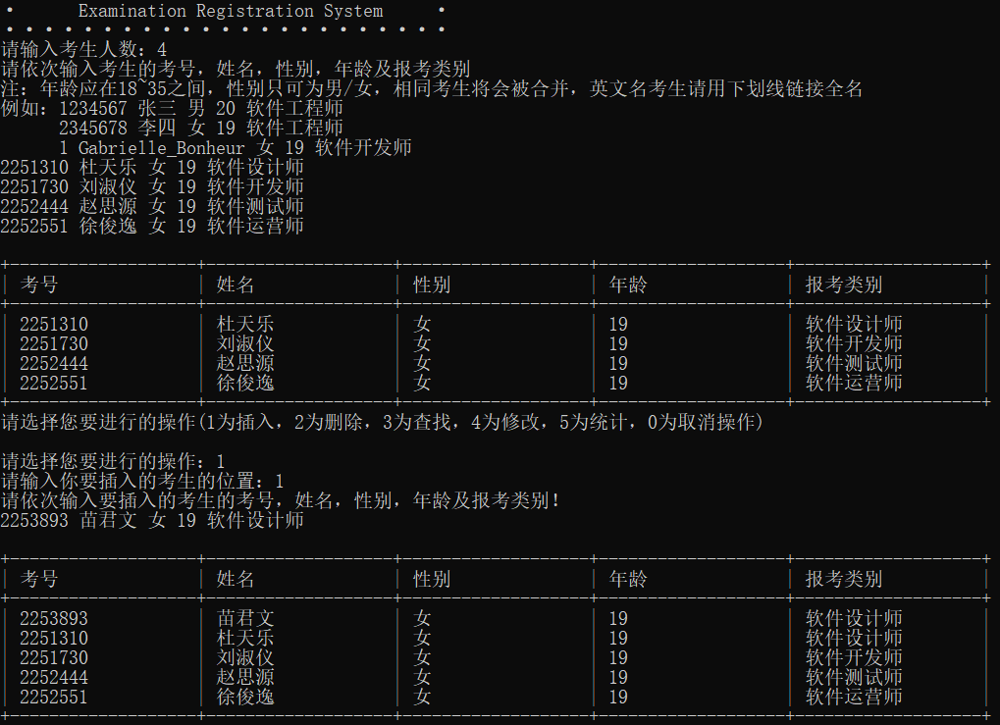 • Examination Registration System •
• • • • • • • • • • • • • • • • • • • • • • •
请输入考生人数：4
请依次输入考生的考号，姓名，性别，年龄及报考类别
注：年龄应在18~35之间，性别只可为男/女，相同考生将会被合并，英文名考生请用下划线链接全名
例如：1234567 张三 男 20 软件工程师
2345678 李四 女 19 软件工程师
1 Gabrielle_Bonheur 女 19 软件开发师
2251310 杜天乐 女 19 软件设计师
2251730 刘淑仪 女 19 软件开发师
2252444 赵思源 女 19 软件测试师
2252551 徐俊逸 女 19 软件运营师
考号 姓名 性别 年龄 报考类别
2251310 杜天乐 女 19 软件设计师
2251730 刘淑仪 女 19 软件开发师
2252444 赵思源 女 19 软件测试师
2252551 徐俊逸 女 19 软件运营师
请选择您要进行的操作(1为插入，2为删除，3为查找，4为修改，5为统计，0为取消操作)
请选择您要进行的操作：1
请输入你要插入的考生的位置：1
请依次输入要插入的考生的考号，姓名，性别，年龄及报考类别！
2253893 苗君文 女 19 软件设计师
考号 姓名 性别 年龄 报考类别
2253893 苗君文 女 19 软件设计师
2251310 杜天乐 女 19 软件设计师
2251730 刘淑仪 女 19 软件开发师
2252444 赵思源 女 19 软件测试师
2252551 徐俊逸 女 19 软件运营师